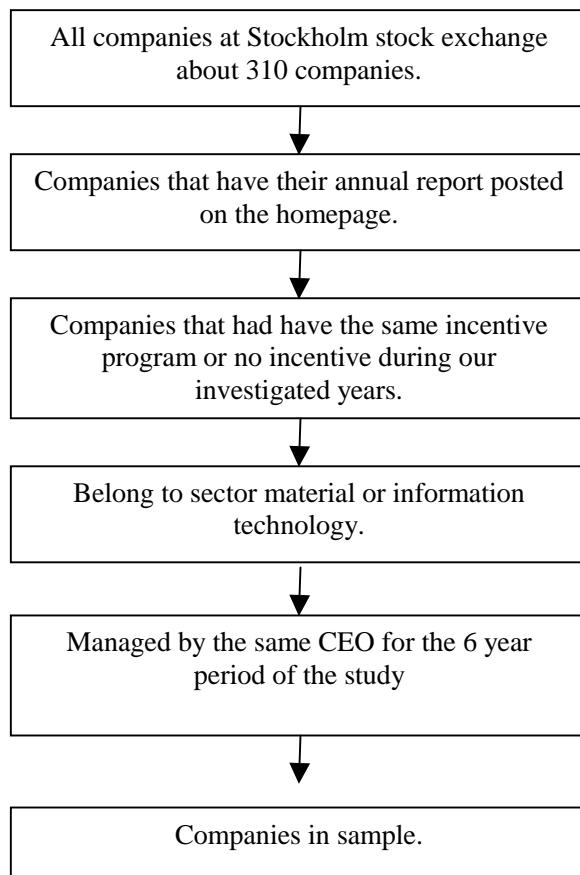 All companies at Stockholm stock exchange
about 310 companies.
Companies that have their annual report posted
on the homepage.
Companies that had have the same incentive
program or no incentive during our
investigated years.
Belong to sector material or information
technology.
Managed by the same CEO for the 6 year
period of the study
Companies in sample.